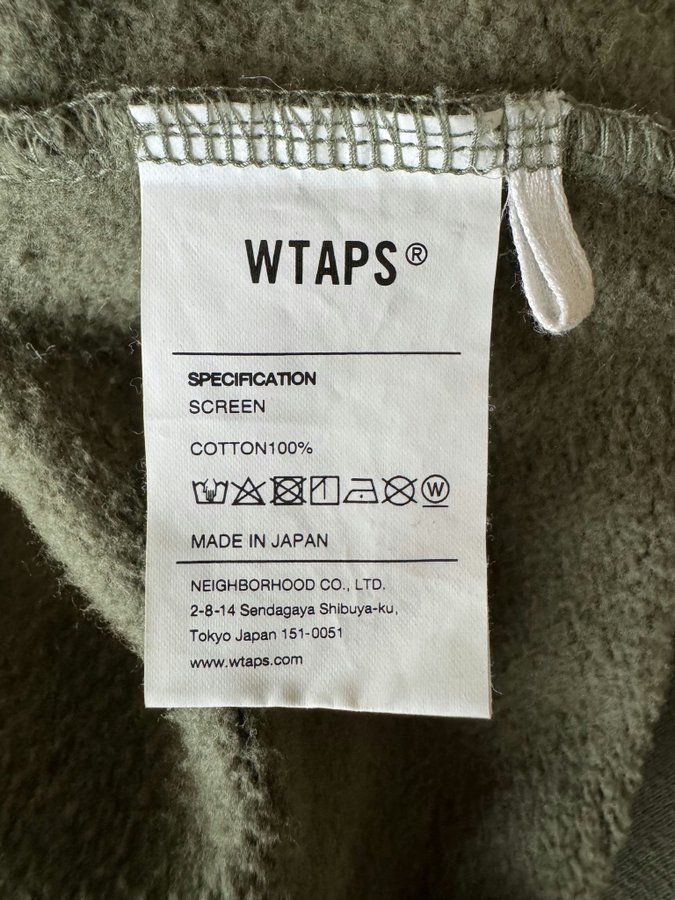 WTAPS®
SPECIFICATION
SCREEN
COTTON100%
W
MADE IN JAPAN
NEIGHBORHOOD CO., LTD.
2-8-14 Sendagaya Shibuya-ku,
Tokyo Japan 151-0051
www.wtaps.com